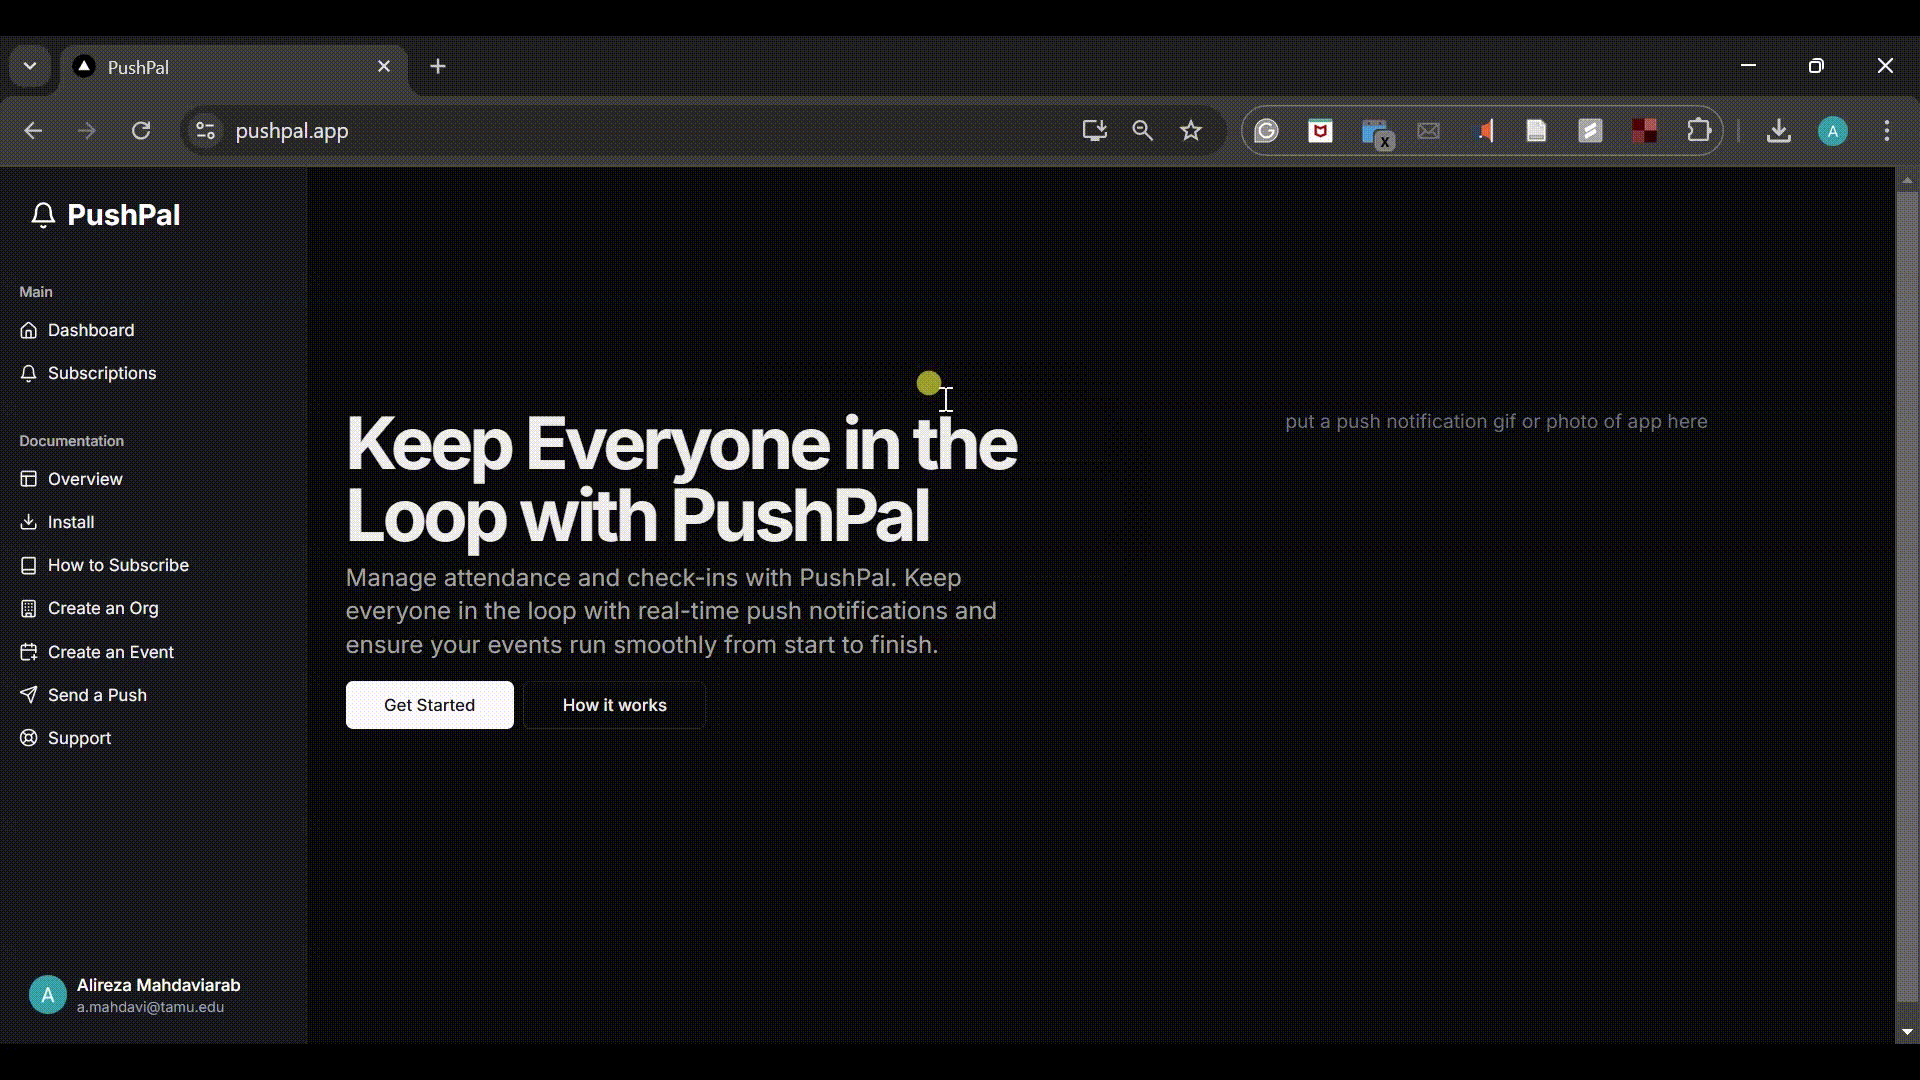 PushPal
pushpal.app
x
A
PushPal
Main
Dashboard
Subscriptions
Documentation
Overview
Install
How to Subscribe
Create an Org
Create an Event
Send a Push
Support
A
Alireza Mahdaviarab
a.mahdavi@tamu.edu
Keep Everyone in the
Loop with PushPal
Manage attendance and check-ins with PushPal. Keep
everyone in the loop with real-time push notifications and
ensure your events run smoothly from start to finish.
Get Started
How it works
put a push notification gif or photo of app here